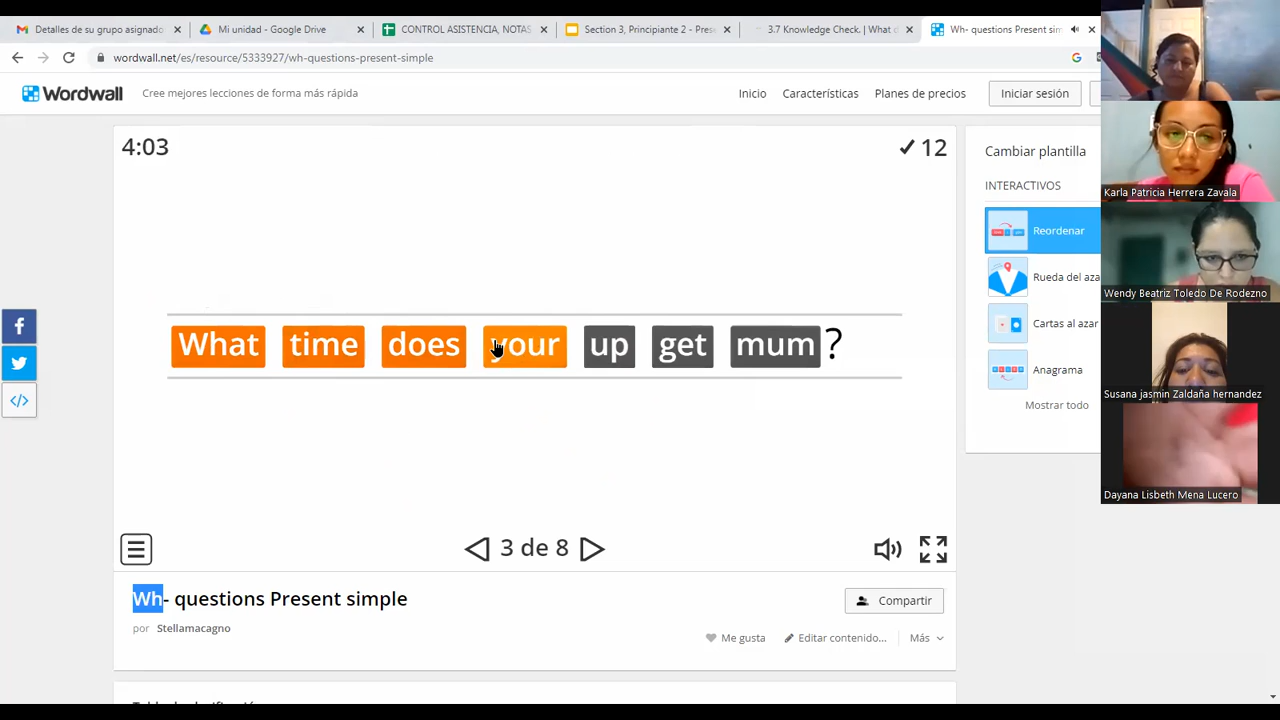 Detalles de su grupo asignado
Mi unidad - Google Drive
CONTROL ASISTENCIA, NOTAS
Section 3, Principiante 2 - Pres
3.7 Knowledge Check. | What d
Wh- questions Present sim
wordwall.net/es/resource/5333927/wh-questions-present-simple
Wordwall
Cree mejores lecciones de forma más rápida
Inicio
Características
Planes de precios
Iniciar sesión
4:03
12
What time does your up get mum ?
3 de 8
Wh- questions Present simple
por Stellamacagno
Compartir
Me gusta
Editar contenido...
Más
Cambiar plantilla
INTERACTIVOS
Reordenar
Rueda del aza
Cartas al azar
Anagrama
Mostrar todo
Karla Patricia Herrera Zavala
Wendy Beatriz Toledo De Rodezno
Susana jasmin Zaldaña hernandez
Dayana Lisbeth Mena Lucero